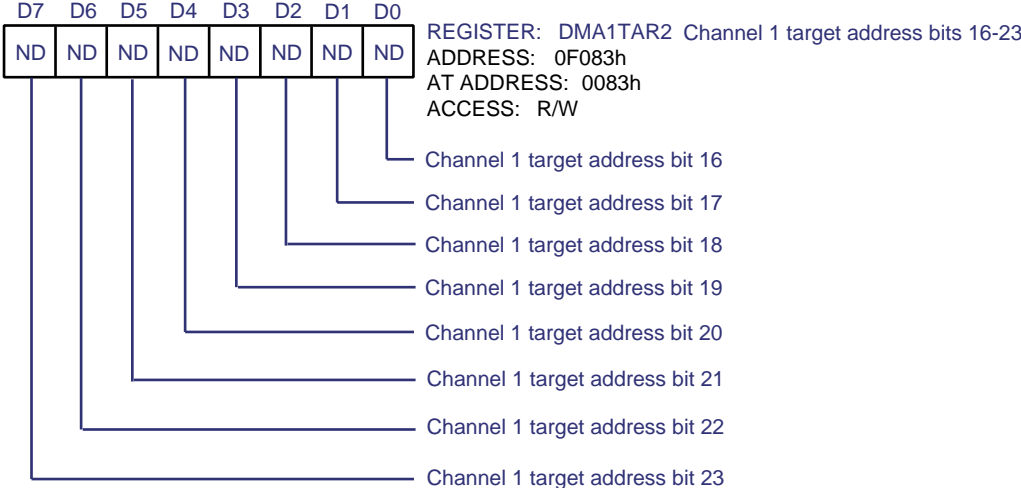 D7 D6 D5 D4 D3 D2 D1 D0
ND ND ND ND ND ND ND ND
REGISTER: DMA1TAR2 Channel 1 target address bits 16-23
ADDRESS: 0F083h
AT ADDRESS: 0083h
ACCESS: R/W
Channel 1 target address bit 16
Channel 1 target address bit 17
Channel 1 target address bit 18
Channel 1 target address bit 19
Channel 1 target address bit 20
Channel 1 target address bit 21
Channel 1 target address bit 22
Channel 1 target address bit 23